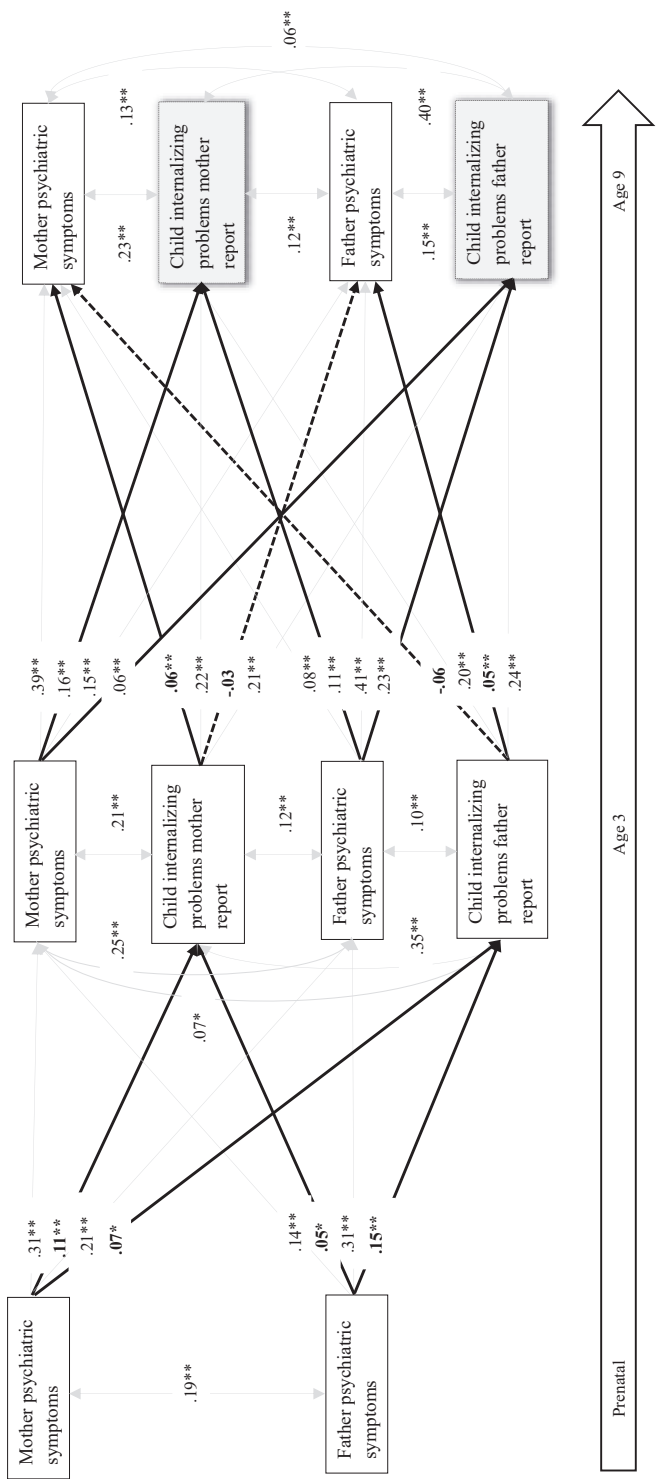 Mother psychiatric
symptoms
.19**
Father psychiatric
symptoms
.31**
.11**
.21**
.07*
.14**
.05*
.31**
.15**
Mother psychiatric
symptoms
.21**
.25**
.07*
Child internalizing
problems mother
report
.12**
Father psychiatric
symptoms
.10**
.35**
Child internalizing
problems father
report
.39**
.16**
.15**
.06**
.06**
.22**
-.03
.21**
.08**
.11**
.41**
.23**
-.06
.20**
.05**
.24**
Mother psychiatric
symptoms
.23**
.13**
.06**
Child internalizing
problems mother
report
.12**
Father psychiatric
symptoms
.15**
.40**
Child internalizing
problems father
report
Prenatal
Age 3
Age 9